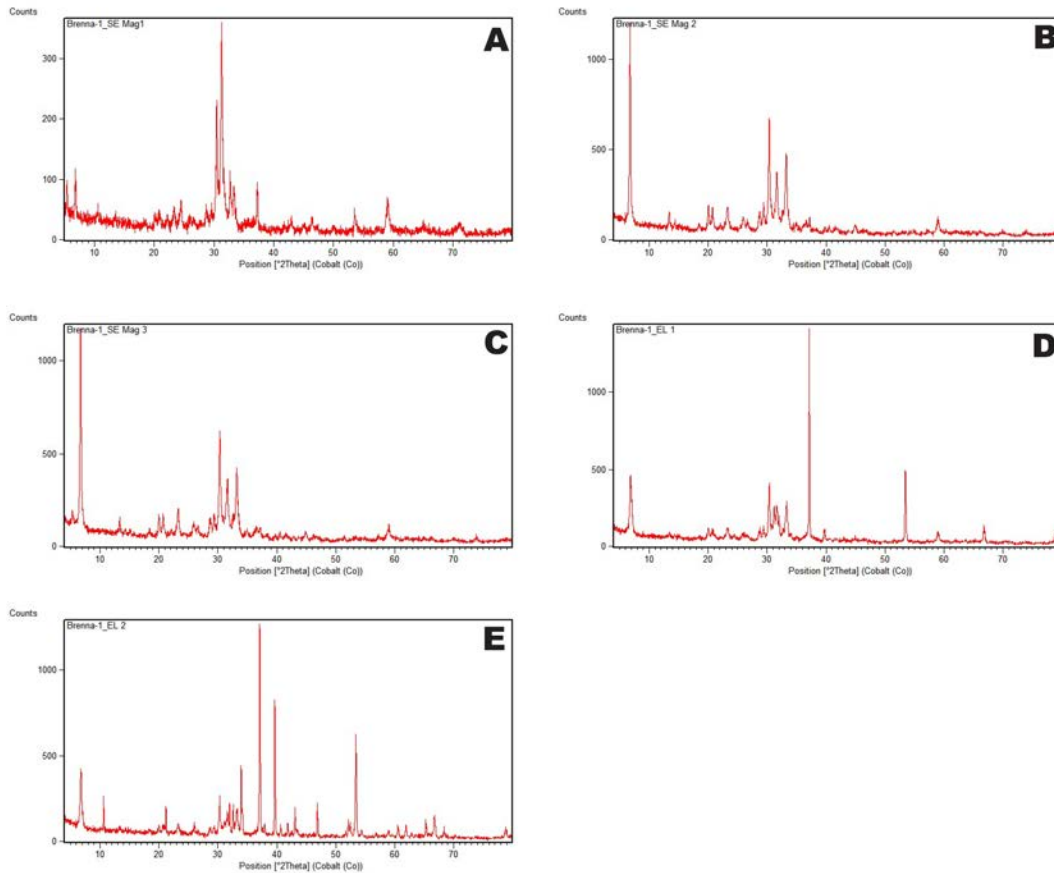 Counts
Brenna-1_SE Mag1
A
300
200
100
0
10 20 30 40 50 60 70
Position [°2Theta] (Cobalt (Co))
Counts
Brenna-1_SE Mag 2
B
1000
500
0
10 20 30 40 50 60 70
Position [°2Theta] (Cobalt (Co))
Counts
Brenna-1_SE Mag 3
C
1000
500
0
10 20 30 40 50 60 70
Position [°2Theta] (Cobalt (Co))
Counts
Brenna-1_EL 1
D
1000
500
0
10 20 30 40 50 60 70
Position [°2Theta] (Cobalt (Co))
Counts
Brenna-1_EL 2
E
1000
500
0
10 20 30 40 50 60 70
Position [°2Theta] (Cobalt (Co))